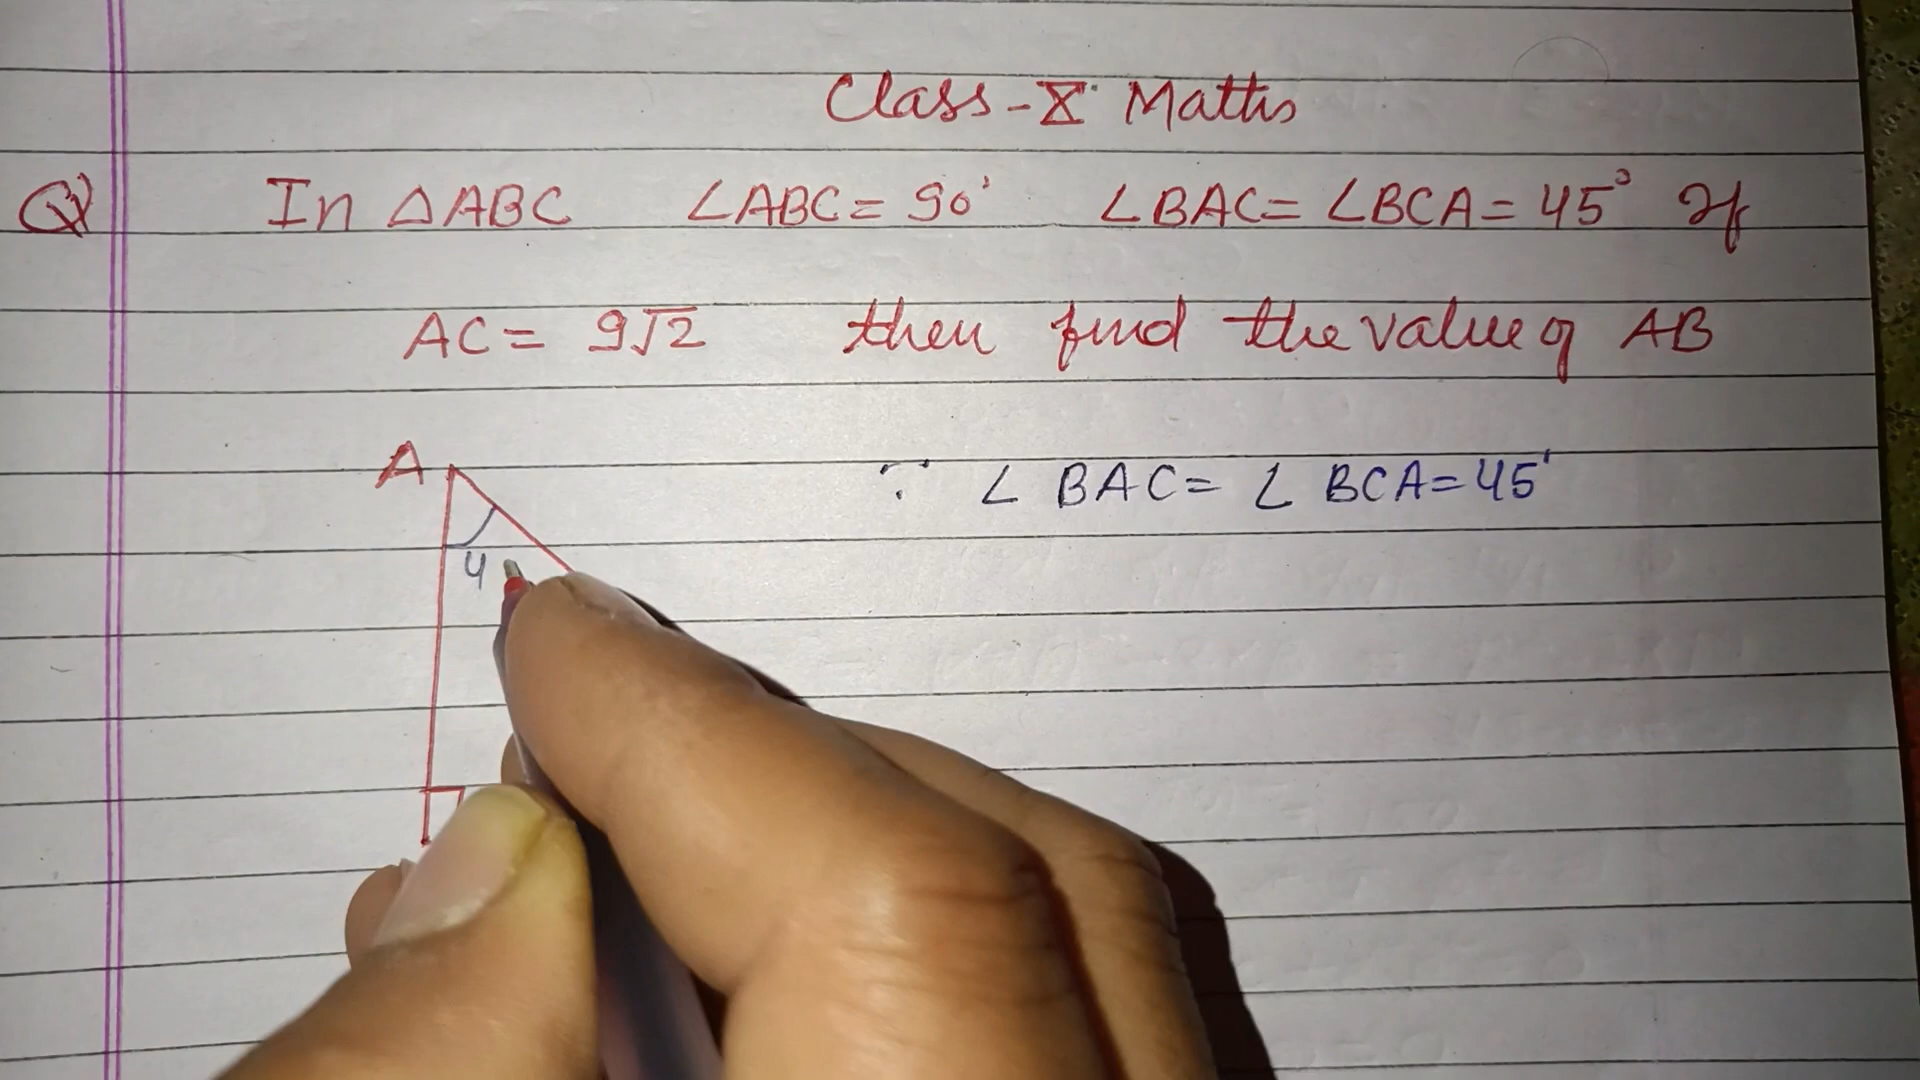 Class-X Maths
Q) In △ABC ∠ABC = 90° ∠BAC = ∠BCA = 45° If
AC = 9√2 then find the value of AB
A ∵ ∠BAC = ∠BCA = 45°
4